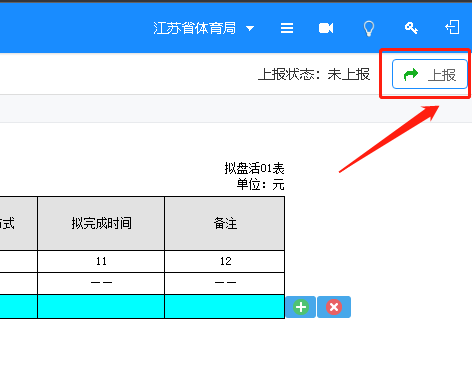 江苏省体育局
上报状态：未上报 上报
拟盘活01表
单位：元
式 拟完成时间 备注
11 12
—— ——